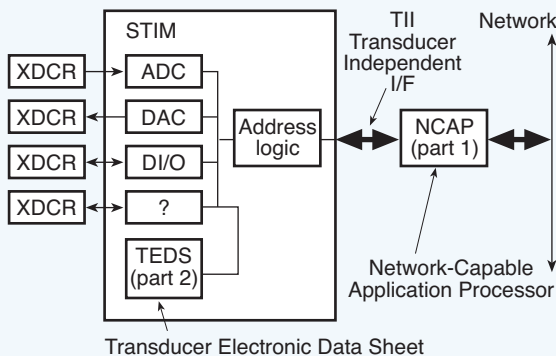 STIM
TII
Transducer
Independent
I/F
Network
XDCR
ADC
XDCR
DAC
XDCR
DI/O
XDCR
?
TEDS
(part 2)
Address
logic
NCAP
(part 1)
Network-Capable
Application Processor
Transducer Electronic Data Sheet